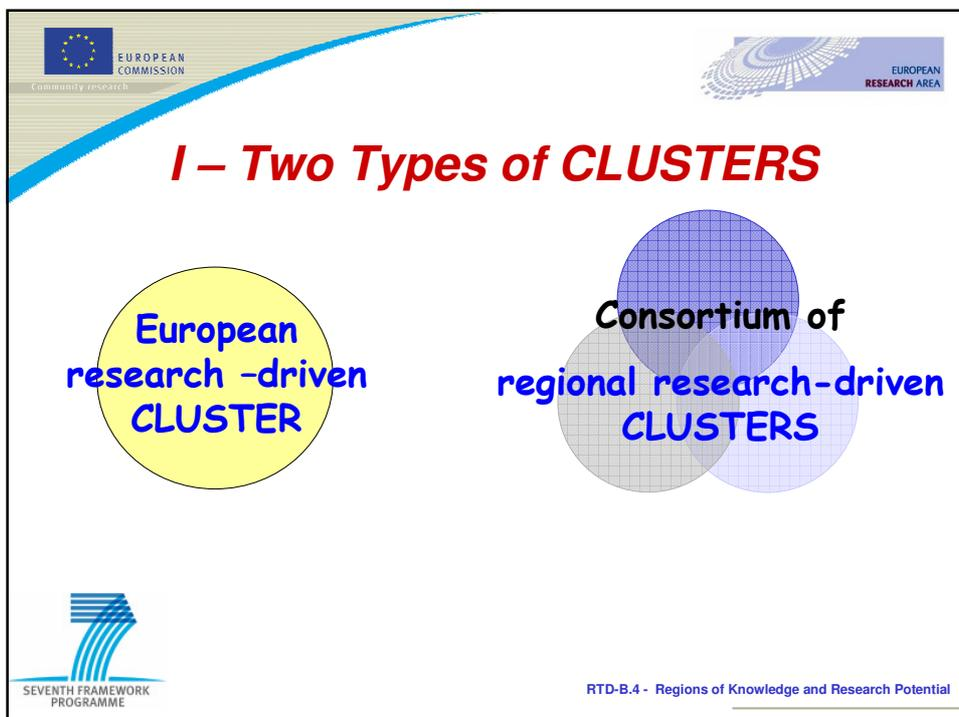 EUROPEAN
COMMISSION
Community research
EUROPEAN
RESEARCH AREA
I – Two Types of CLUSTERS
European
research –driven
CLUSTER
Consortium of
regional research-driven
CLUSTERS
7
SEVENTH FRAMEWORK
PROGRAMME
RTD-B.4 - Regions of Knowledge and Research Potential